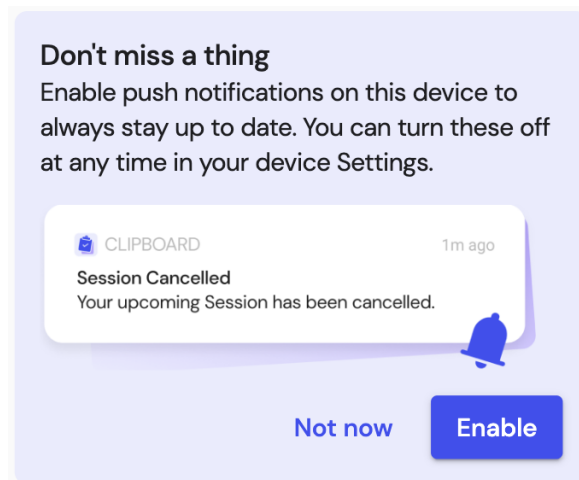 Don't miss a thing
Enable push notifications on this device to
always stay up to date. You can turn these off
at any time in your device Settings.
CLIPBOARD 1m ago
Session Cancelled
Your upcoming Session has been cancelled.
Not now Enable